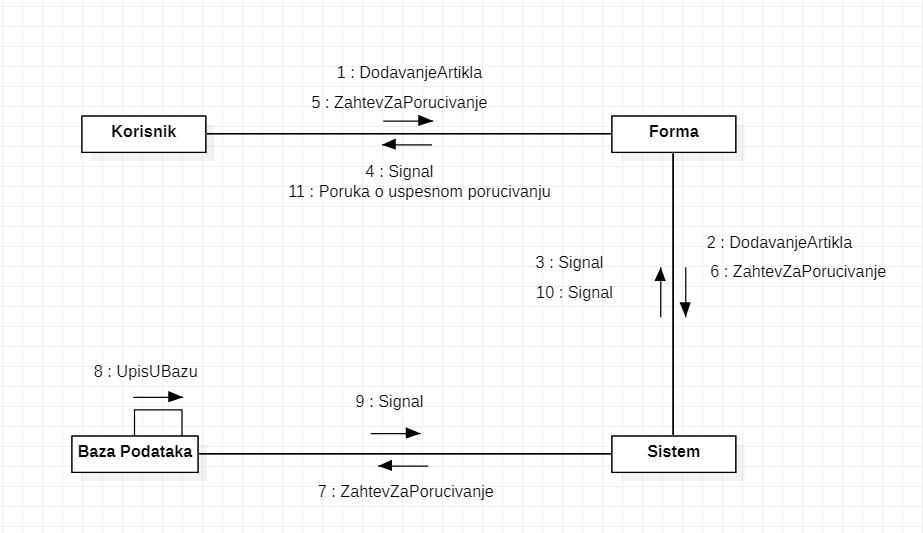 1 : DodavanjeArtikla
5 : ZahtevZaPorucivanje
Korisnik
Forma
4 : Signal
11 : Poruka o uspesnom porucivanju
2 : DodavanjeArtikla
3 : Signal
6 : ZahtevZaPorucivanje
10 : Signal
8 : UpisUBazu
9 : Signal
Baza Podataka
Sistem
7 : ZahtevZaPorucivanje